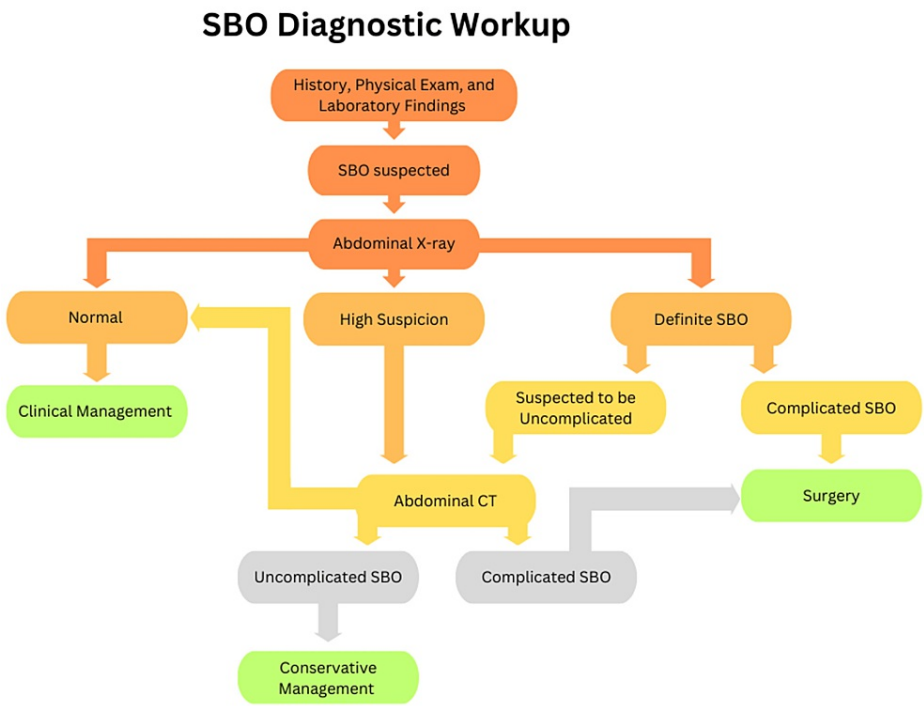 SBO Diagnostic Workup
History, Physical Exam, and
Laboratory Findings
SBO suspected
Abdominal X-ray
Normal
High Suspicion
Definite SBO
Clinical Management
Suspected to be
Uncomplicated
Complicated SBO
Abdominal CT
Surgery
Uncomplicated SBO
Complicated SBO
Conservative
Management